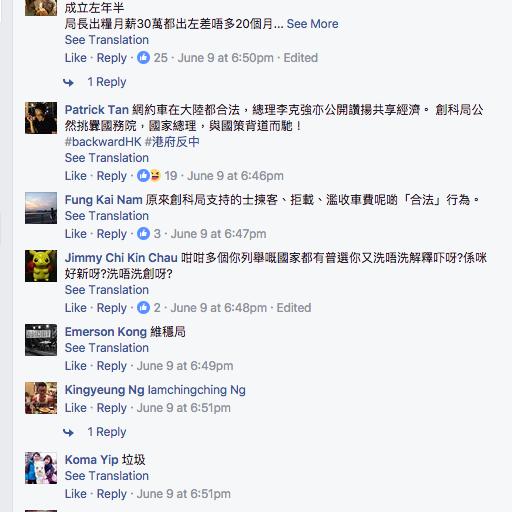 成立左年半
局長出糧月薪30萬都出左差唔多20個月... See More
See Translation
Like · Reply · 25 · June 9 at 6:50pm · Edited
1 Reply
Patrick Tan 網約車在大陸都合法，總理李克強亦公開讚揚共享經濟。 創科局公
然挑釁國務院，國家總理，與國策背道而馳！
#backwardHK #港府反中
See Translation
Like · Reply · 19 · June 9 at 6:46pm
Fung Kai Nam 原來創科局支持的士揀客、拒載、濫收車費呢啲「合法」行為。
See Translation
Like · Reply · 3 · June 9 at 6:47pm
Jimmy Chi Kin Chau 咁咁多個你列舉嘅國家都有普選你又洗唔洗解釋吓呀?係咪
好新呀?洗唔洗創呀?
See Translation
Like · Reply · 2 · June 9 at 6:48pm · Edited
Emerson Kong 維穩局
See Translation
Like · Reply · June 9 at 6:49pm
Kingyeung Ng Iamchingching Ng
Like · Reply · June 9 at 6:51pm
1 Reply
Koma Yip 垃圾
See Translation
Like · Reply · June 9 at 6:51pm